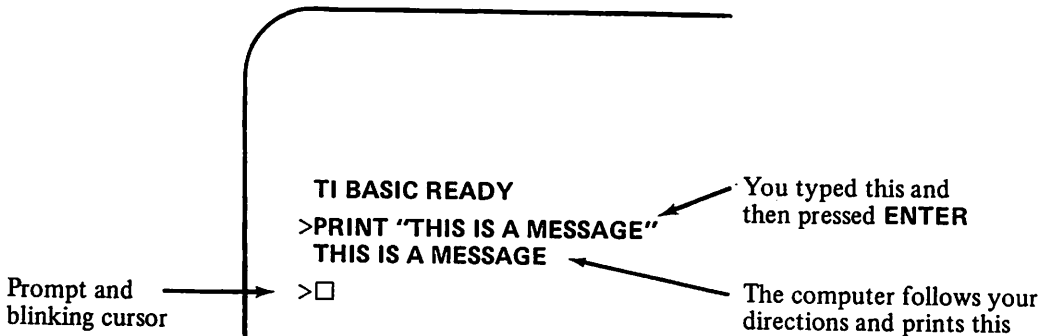 TI BASIC READY
>PRINT "THIS IS A MESSAGE"
THIS IS A MESSAGE
>□
You typed this and
then pressed ENTER
Prompt and
blinking cursor
The computer follows your
directions and prints this